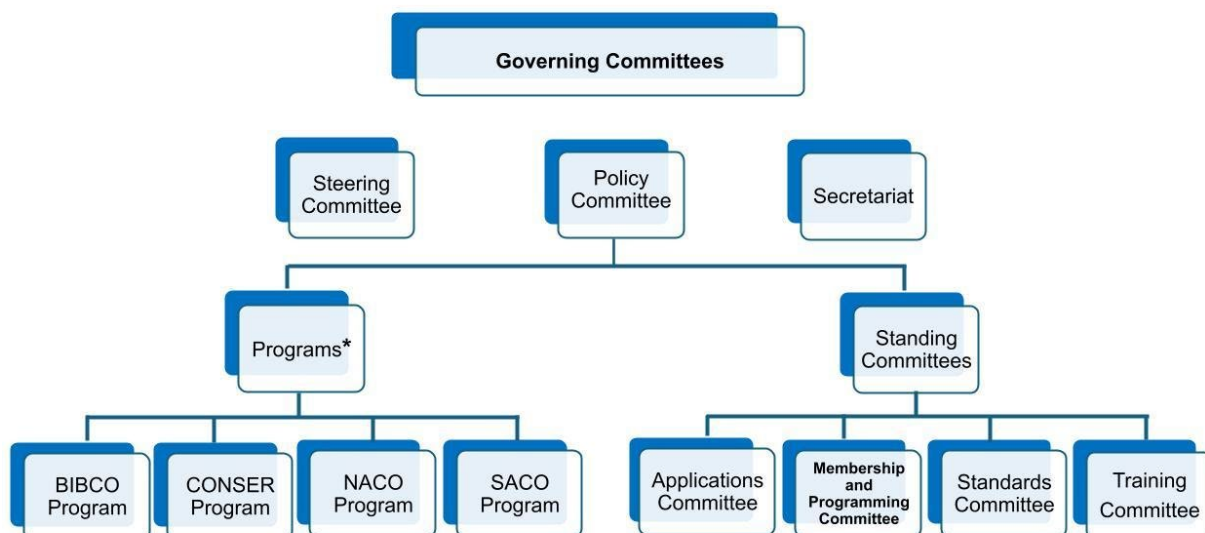 Governing Committees
Steering
Committee
Policy
Committee
Secretariat
Programs*
Standing
Committees
BIBCO
Program
CONSER
Program
NACO
Program
SACO
Program
Applications
Committee
Membership
and
Programming
Committee
Standards
Committee
Training
Committee